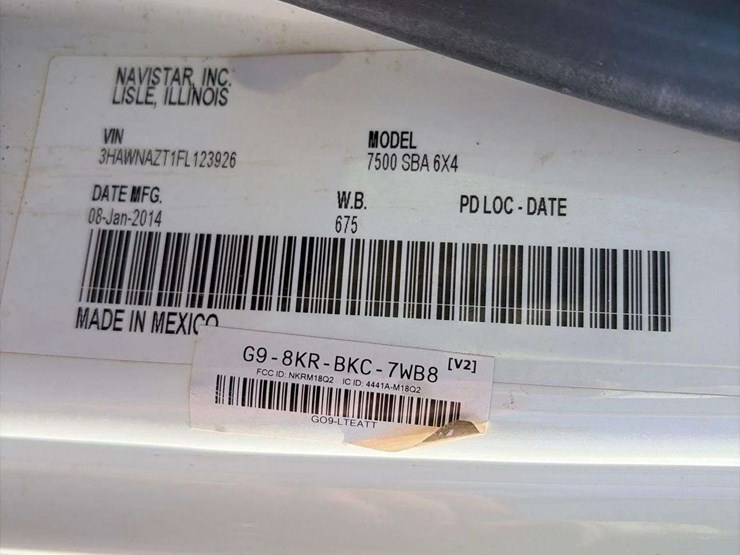 NAVISTAR, INC.
LISLE, ILLINOIS
VIN
3HAWNAZT1FL123926
MODEL
7500 SBA 6X4
DATE MFG.
08-Jan-2014
W.B.
675
PD LOC - DATE
MADE IN MEXICO
G9-8KR-BKC-7WB8 [V2]
FCC ID: NKRM18Q2 IC ID: 4441A-M18Q2
GO9-LTEATT